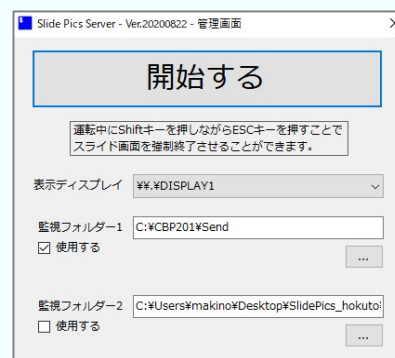 Slide Pics Server - Ver.20200822 - 管理画面
開始する
運転中にShiftキーを押しながらESCキーを押すことで
スライド画面を強制終了させることができます。
表示ディスプレイ ¥¥.¥DISPLAY1
監視フォルダー1 C:¥CBP201¥Send
使用する
...
監視フォルダー2 C:¥Users¥makino¥Desktop¥SlidePics_hokuto¥
使用する
...